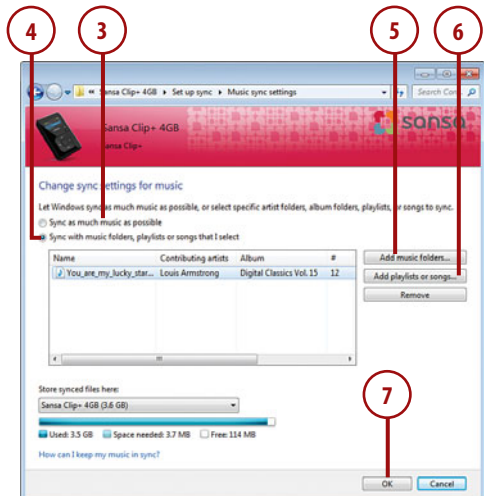 4 3 5 6
Sansa Clip+ 4GB ▸ Set up sync ▸ Music sync settings
Search Con...
Sansa Clip+ 4GB
Sansa Clip+
sansa
Change sync settings for music
Let Windows sync as much music as possible, or select specific artist folders, album folders, playlists, or songs to sync.
Sync as much music as possible
Sync with music folders, playlists or songs that I select
Name Contributing artists Album #
You_are_my_lucky_star... Louis Armstrong Digital Classics Vol. 15 12
Add music folders...
Add playlists or songs...
Remove
Store synced files here:
Sansa Clip+ 4GB (3.6 GB)
Used: 3.5 GB Space needed: 3.7 MB Free: 114 MB
How can I keep my music in sync?
7
OK Cancel